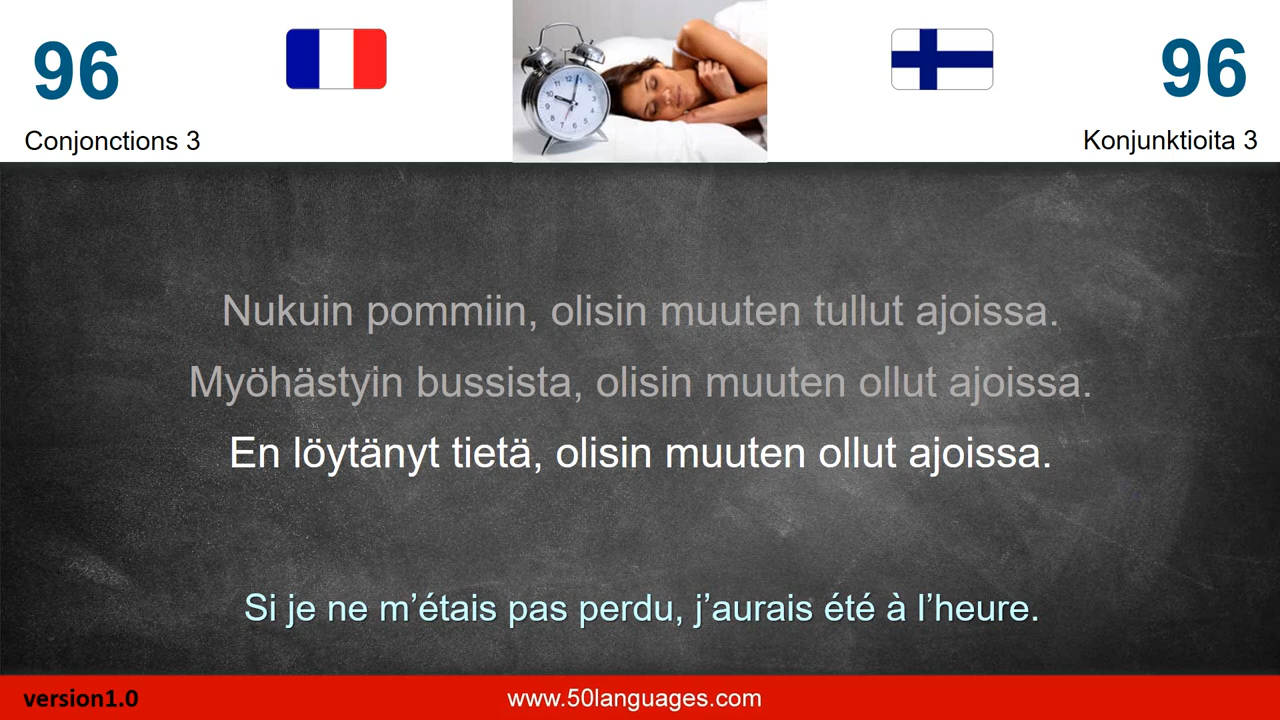 96
96
Conjonctions 3
Konjunktioita 3
Nukuin pommiin, olisin muuten tullut ajoissa.
Myöhästyin bussista, olisin muuten ollut ajoissa.
En löytänyt tietä, olisin muuten ollut ajoissa.
Si je ne m’étais pas perdu, j’aurais été à l’heure.
version1.0
www.50languages.com